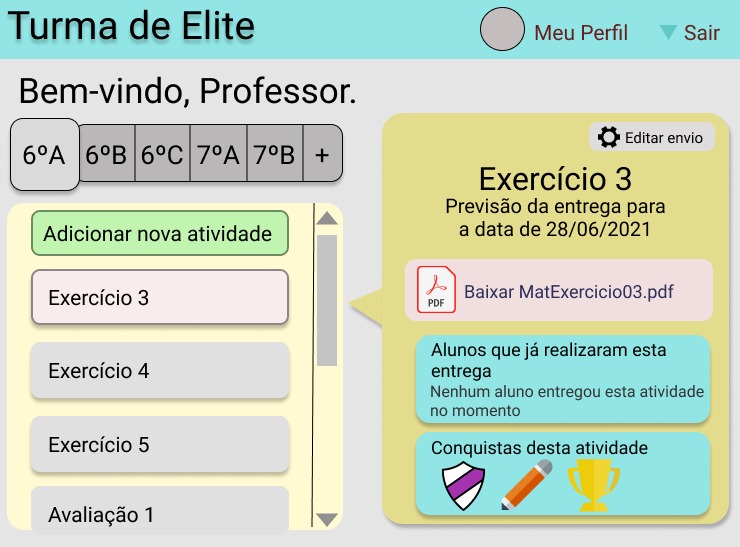 Turma de Elite
Meu Perfil
Sair
Bem-vindo, Professor.
6ºA
6ºB
6ºC
7ºA
7ºB
+
Adicionar nova atividade
Exercício 3
Exercício 4
Exercício 5
Avaliação 1
Editar envio
Exercício 3
Previsão da entrega para
a data de 28/06/2021
PDF
Baixar MatExercicio03.pdf
Alunos que já realizaram esta
entrega
Nenhum aluno entregou esta atividade
no momento
Conquistas desta atividade